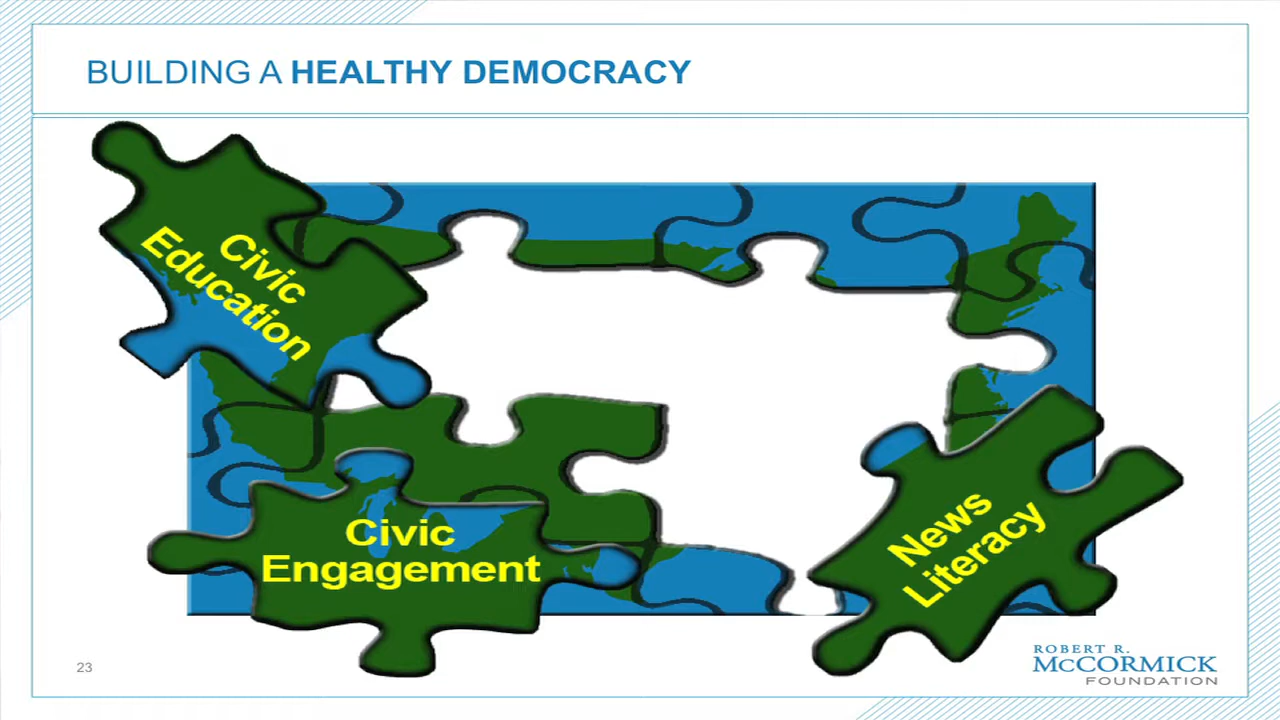 BUILDING A HEALTHY DEMOCRACY
Civic
Education
Civic
Engagement
News
Literacy
23
ROBERT R.
McCORMICK
FOUNDATION